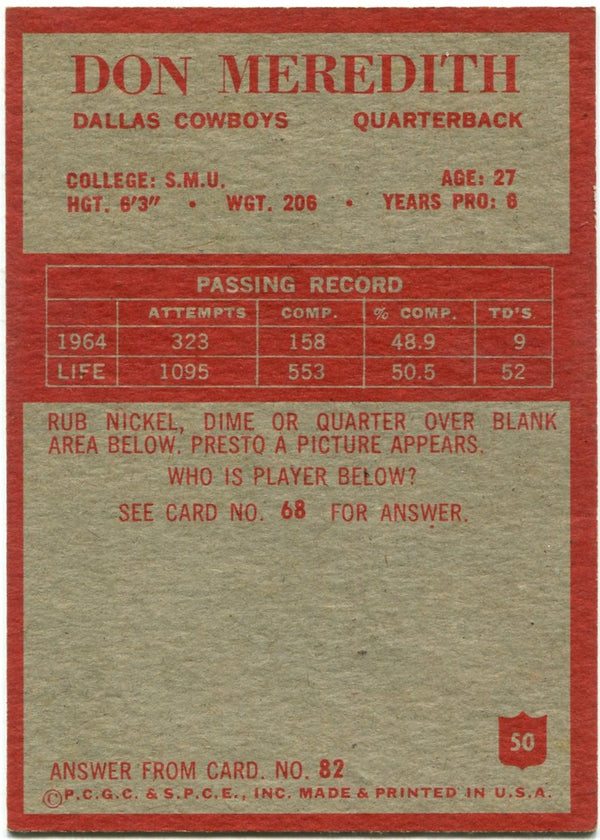 DON MEREDITH
DALLAS COWBOYS QUARTERBACK
COLLEGE: S.M.U. AGE: 27
HGT. 6'3" • WGT. 206 • YEARS PRO: 6
PASSING RECORD
ATTEMPTS COMP. % COMP. TD'S
1964 323 158 48.9 9
LIFE 1095 553 50.5 52
RUB NICKEL, DIME OR QUARTER OVER BLANK
AREA BELOW. PRESTO A PICTURE APPEARS.
WHO IS PLAYER BELOW?
SEE CARD NO. 68 FOR ANSWER.
50
ANSWER FROM CARD. NO. 82
©P.C.G.C. & S.P.C.E., INC. MADE & PRINTED IN U.S.A.